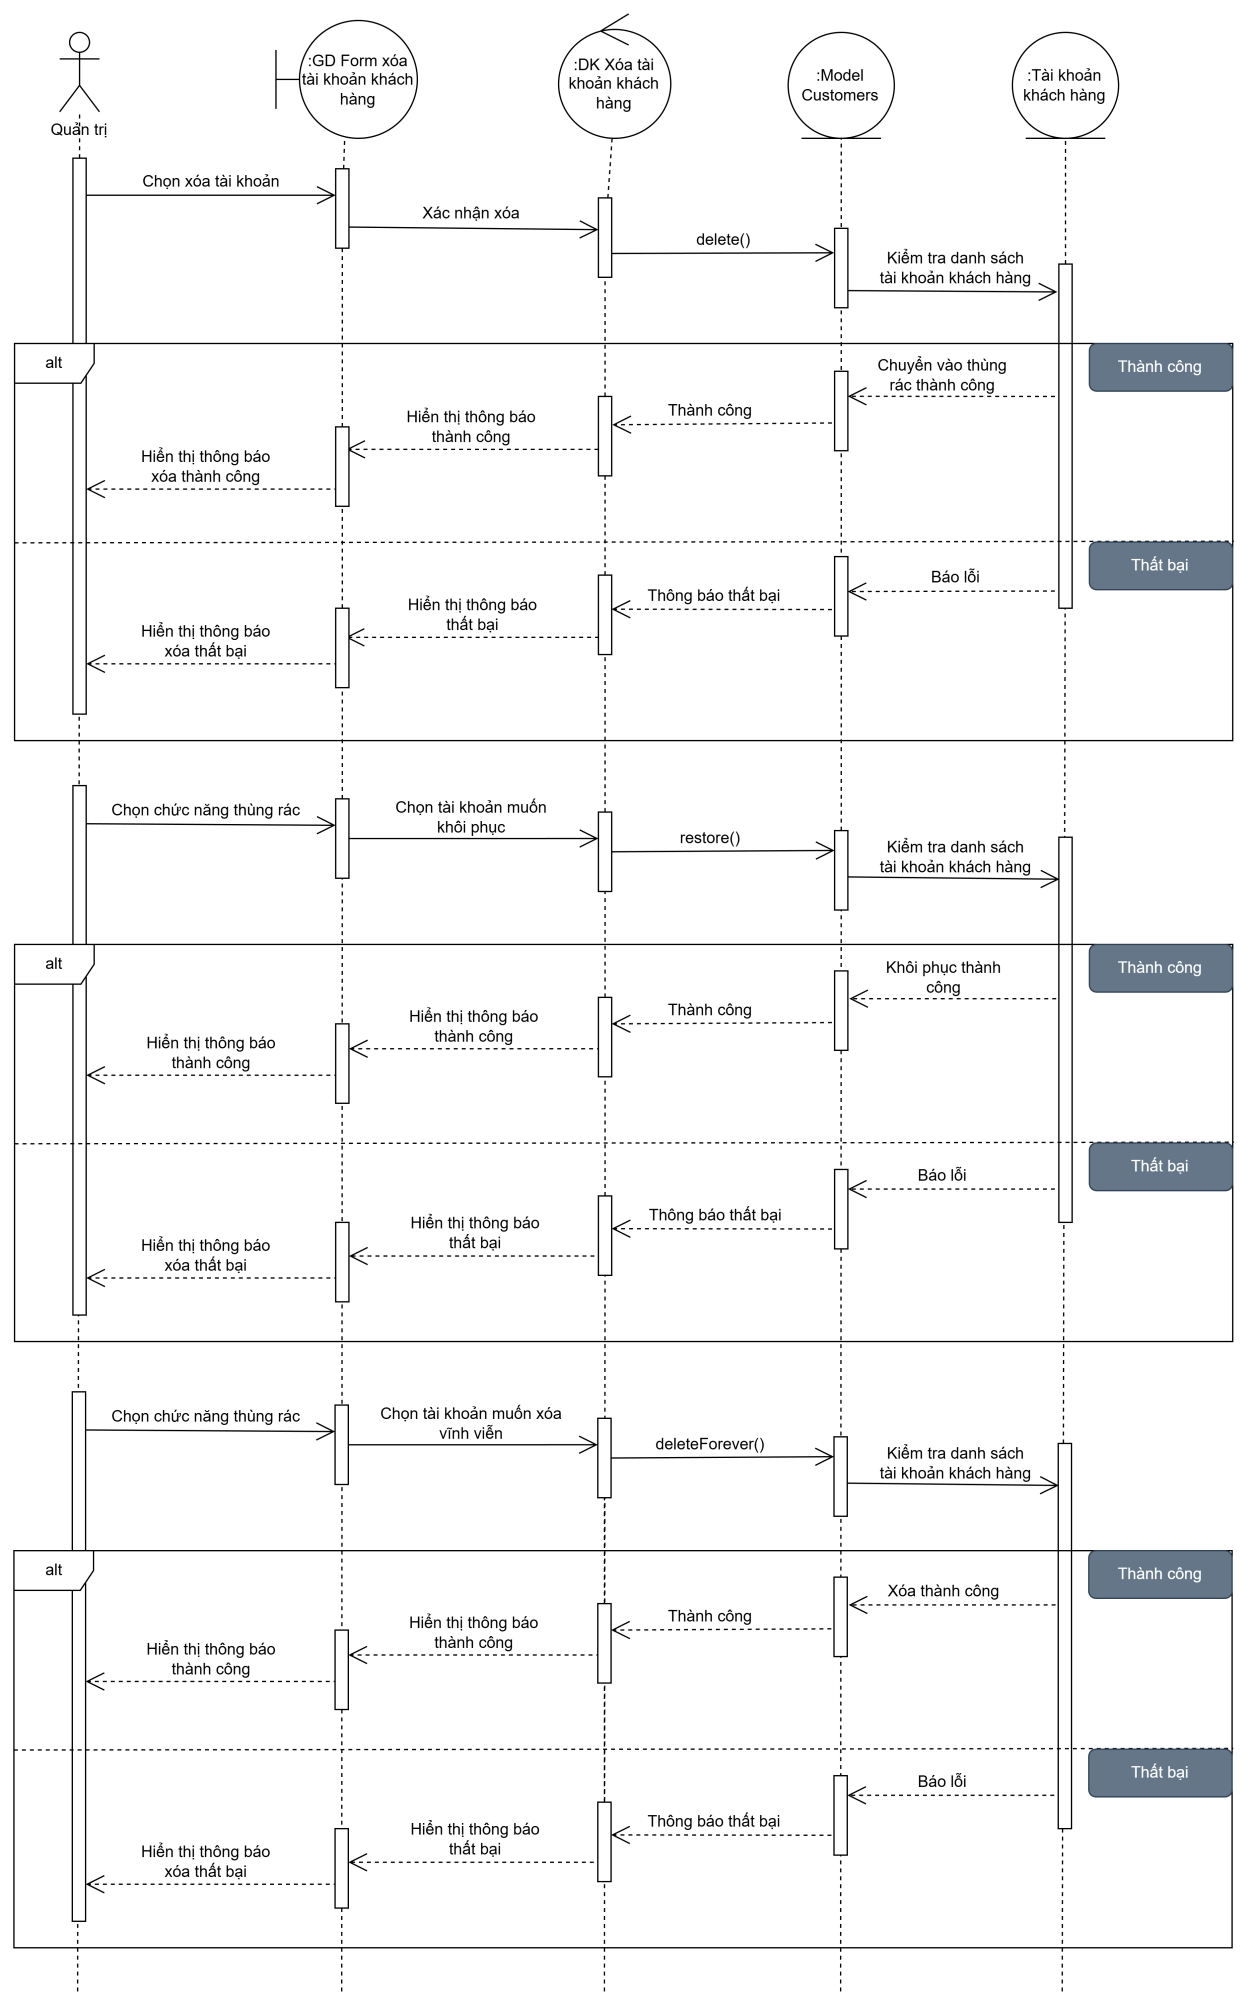 :GD Form xóa
tài khoản khách
hàng
:DK Xóa tài
khoản khách
hàng
:Model
Customers
:Tài khoản
khách hàng
Quản trị
Chọn xóa tài khoản
Xác nhận xóa
delete()
Kiểm tra danh sách
tài khoản khách hàng
alt
Thành công
Chuyển vào thùng
rác thành công
Thành công
Hiển thị thông báo
thành công
Hiển thị thông báo
xóa thành công
Thất bại
Báo lỗi
Thông báo thất bại
Hiển thị thông báo
thất bại
Hiển thị thông báo
xóa thất bại
Chọn chức năng thùng rác
Chọn tài khoản muốn
khôi phục
restore()
Kiểm tra danh sách
tài khoản khách hàng
alt
Thành công
Khôi phục thành
công
Thành công
Hiển thị thông báo
thành công
Hiển thị thông báo
thành công
Thất bại
Báo lỗi
Thông báo thất bại
Hiển thị thông báo
thất bại
Hiển thị thông báo
xóa thất bại
Chọn chức năng thùng rác
Chọn tài khoản muốn xóa
vĩnh viễn
deleteForever()
Kiểm tra danh sách
tài khoản khách hàng
alt
Thành công
Xóa thành công
Thành công
Hiển thị thông báo
thành công
Hiển thị thông báo
thành công
Thất bại
Báo lỗi
Thông báo thất bại
Hiển thị thông báo
thất bại
Hiển thị thông báo
xóa thất bại